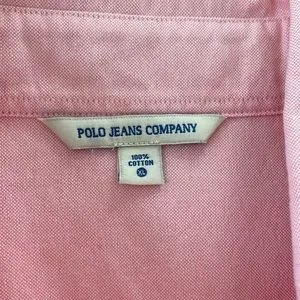 POLO JEANS COMPANY
100%
COTTON
XL